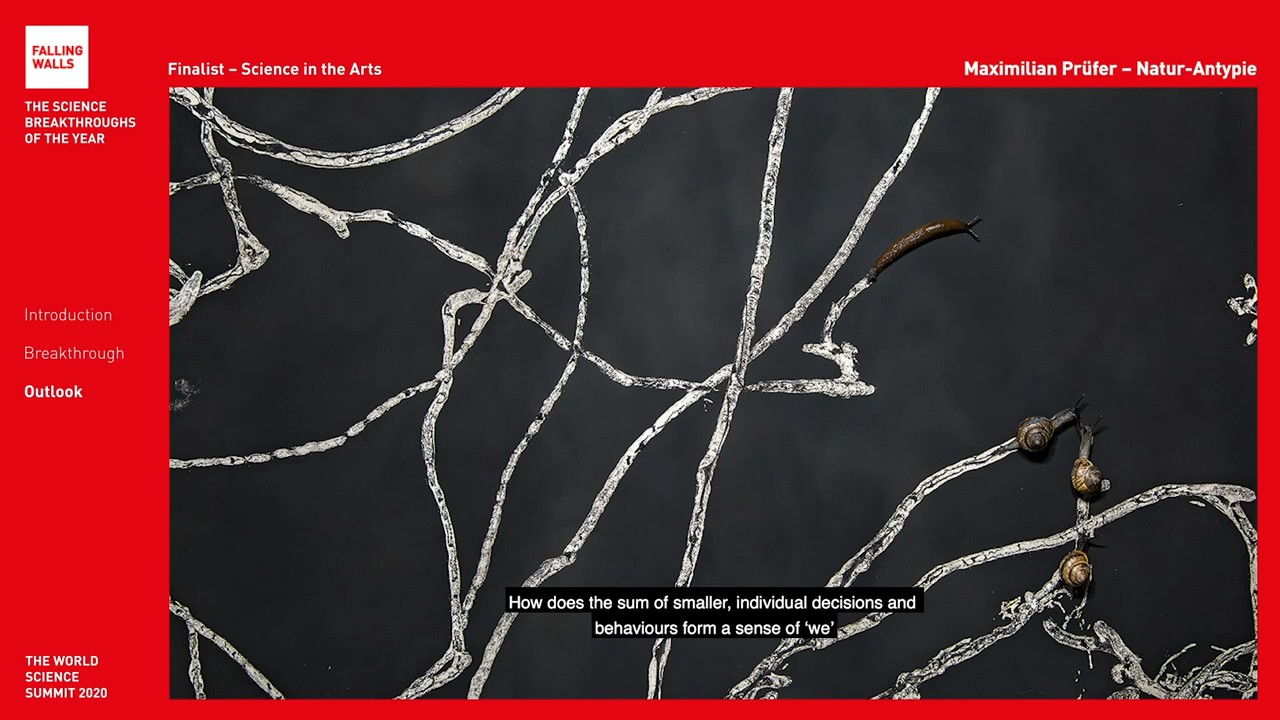 FALLING
WALLS
THE SCIENCE
BREAKTHROUGHS
OF THE YEAR
Finalist – Science in the Arts
Maximilian Prüfer – Natur-Antypie
Introduction
Breakthrough
Outlook
How does the sum of smaller, individual decisions and
behaviours form a sense of ‘we’
THE WORLD
SCIENCE
SUMMIT 2020